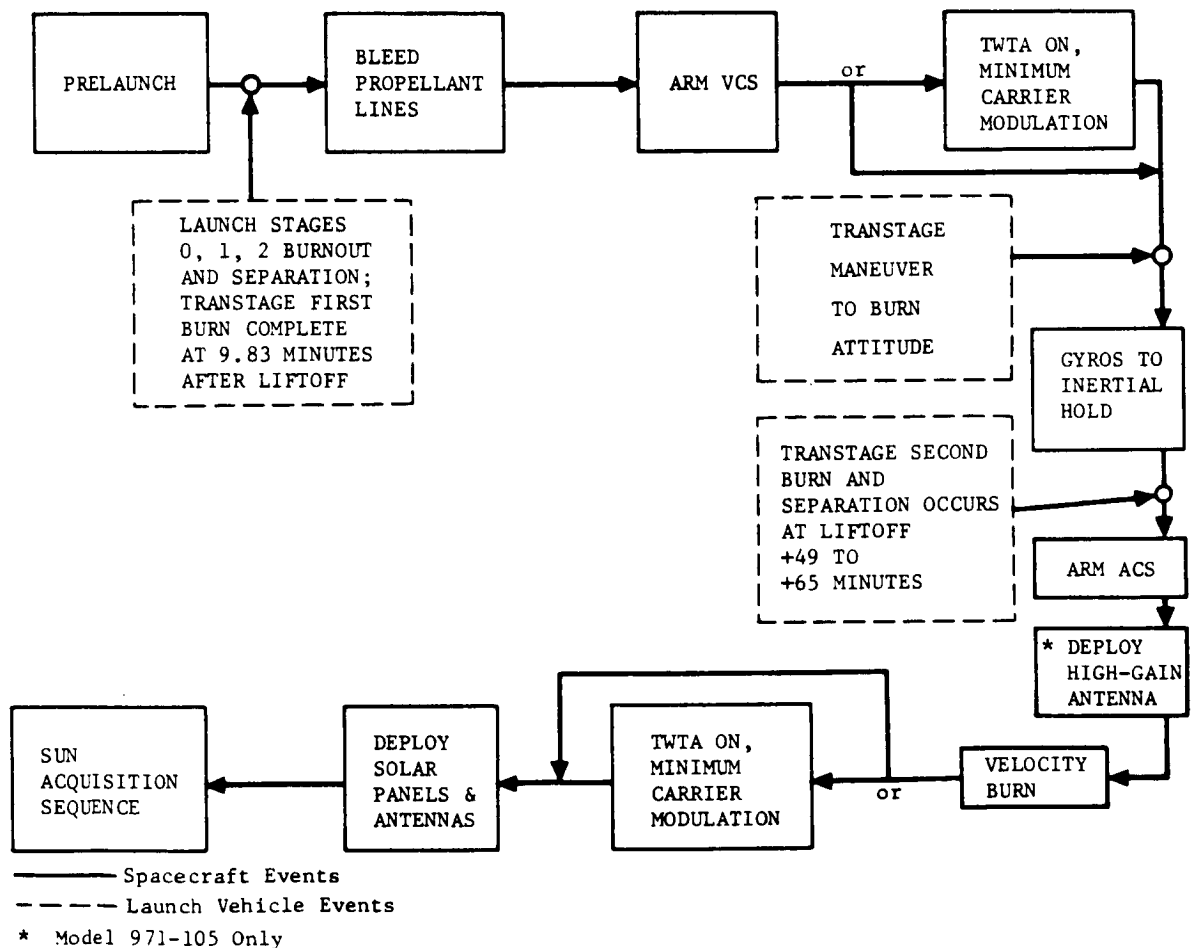 PRELAUNCH
BLEED
PROPELLANT
LINES
ARM VCS
or
TWTA ON,
MINIMUM
CARRIER
MODULATION
LAUNCH STAGES
0, 1, 2 BURNOUT
AND SEPARATION;
TRANSTAGE FIRST
BURN COMPLETE
AT 9.83 MINUTES
AFTER LIFTOFF
TRANSTAGE
MANEUVER
TO BURN
ATTITUDE
GYROS TO
INERTIAL
HOLD
TRANSTAGE SECOND
BURN AND
SEPARATION OCCURS
AT LIFTOFF
+49 TO
+65 MINUTES
ARM ACS
* DEPLOY
HIGH-GAIN
ANTENNA
VELOCITY
BURN
or
TWTA ON,
MINIMUM
CARRIER
MODULATION
DEPLOY
SOLAR
PANELS &
ANTENNAS
SUN
ACQUISITION
SEQUENCE
Spacecraft Events
Launch Vehicle Events
* Model 971-105 Only